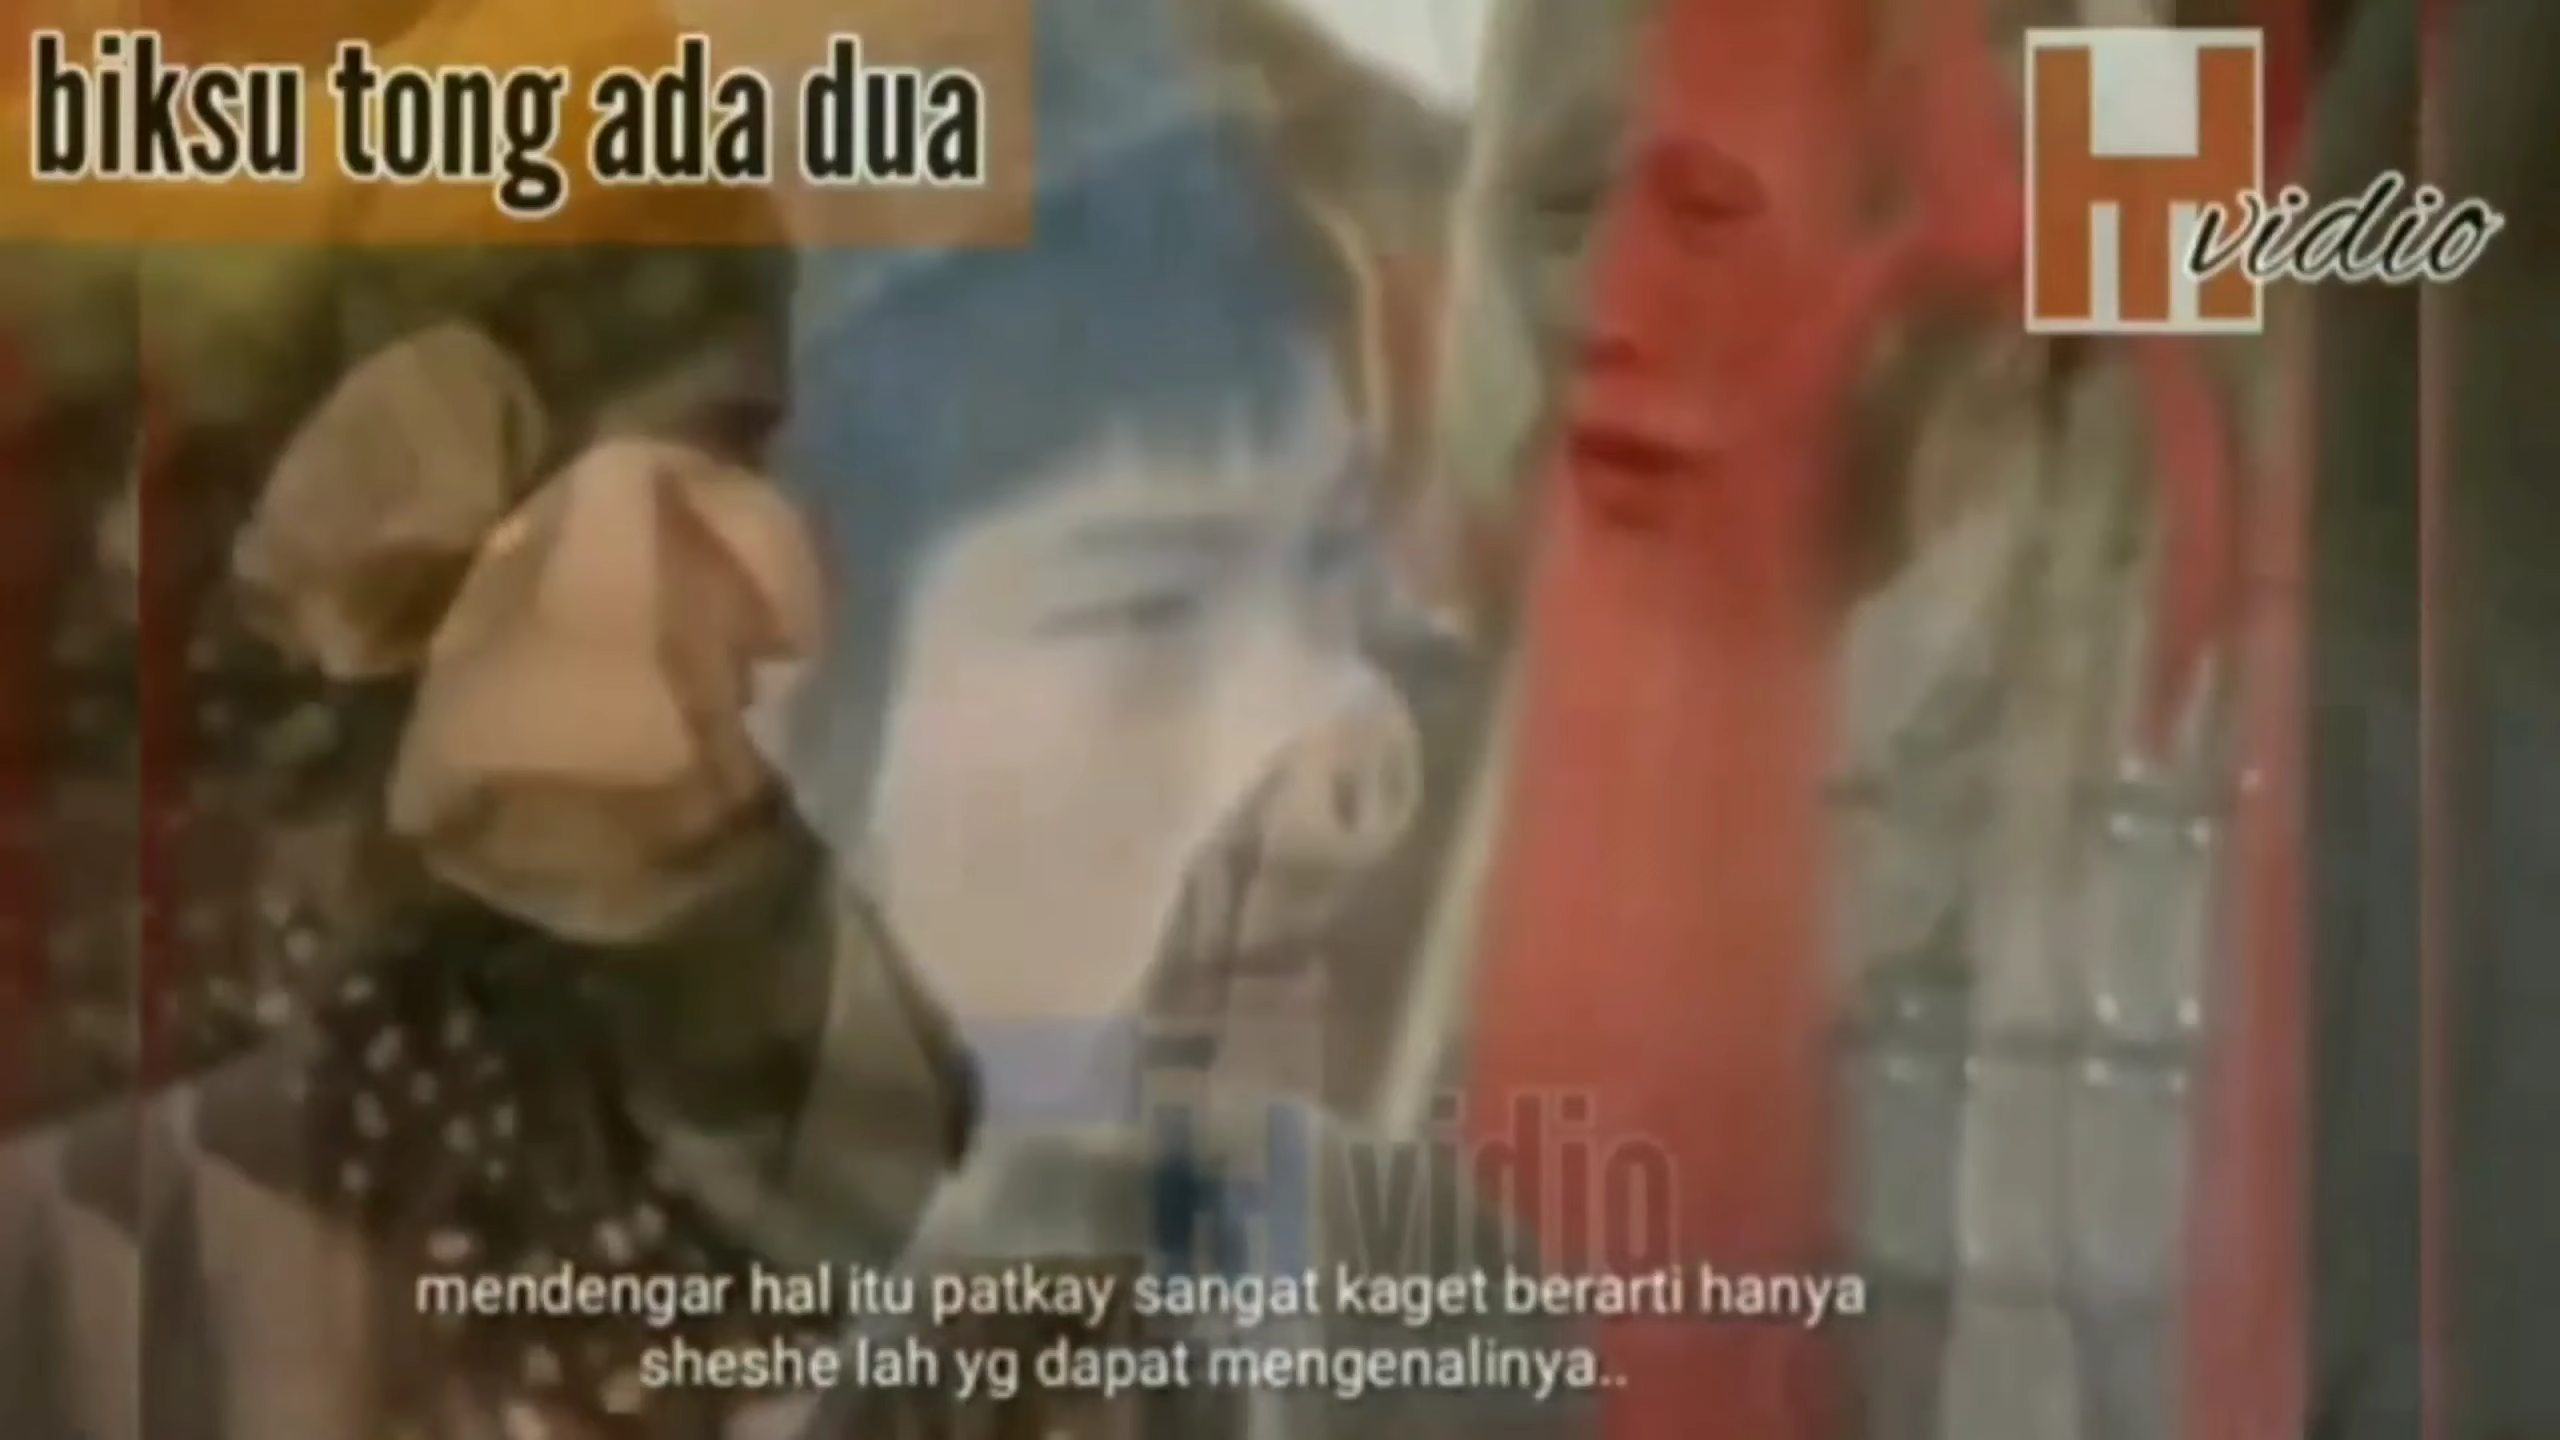 biksu tong ada dua
H vidio
H vidio
mendengar hal itu patkay sangat kaget berarti hanya
sheshe lah yg dapat mengenalinya..